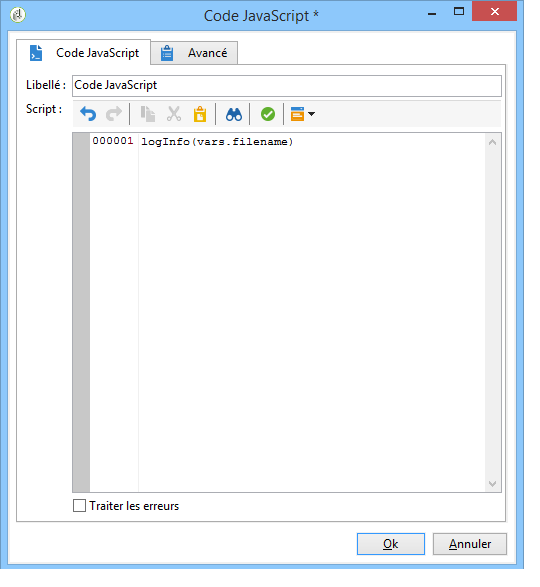 Code JavaScript *
Code JavaScript
Avancé
Libellé :
Code JavaScript
Script :
000001 logInfo(vars.filename)
Traiter les erreurs
Ok
Annuler